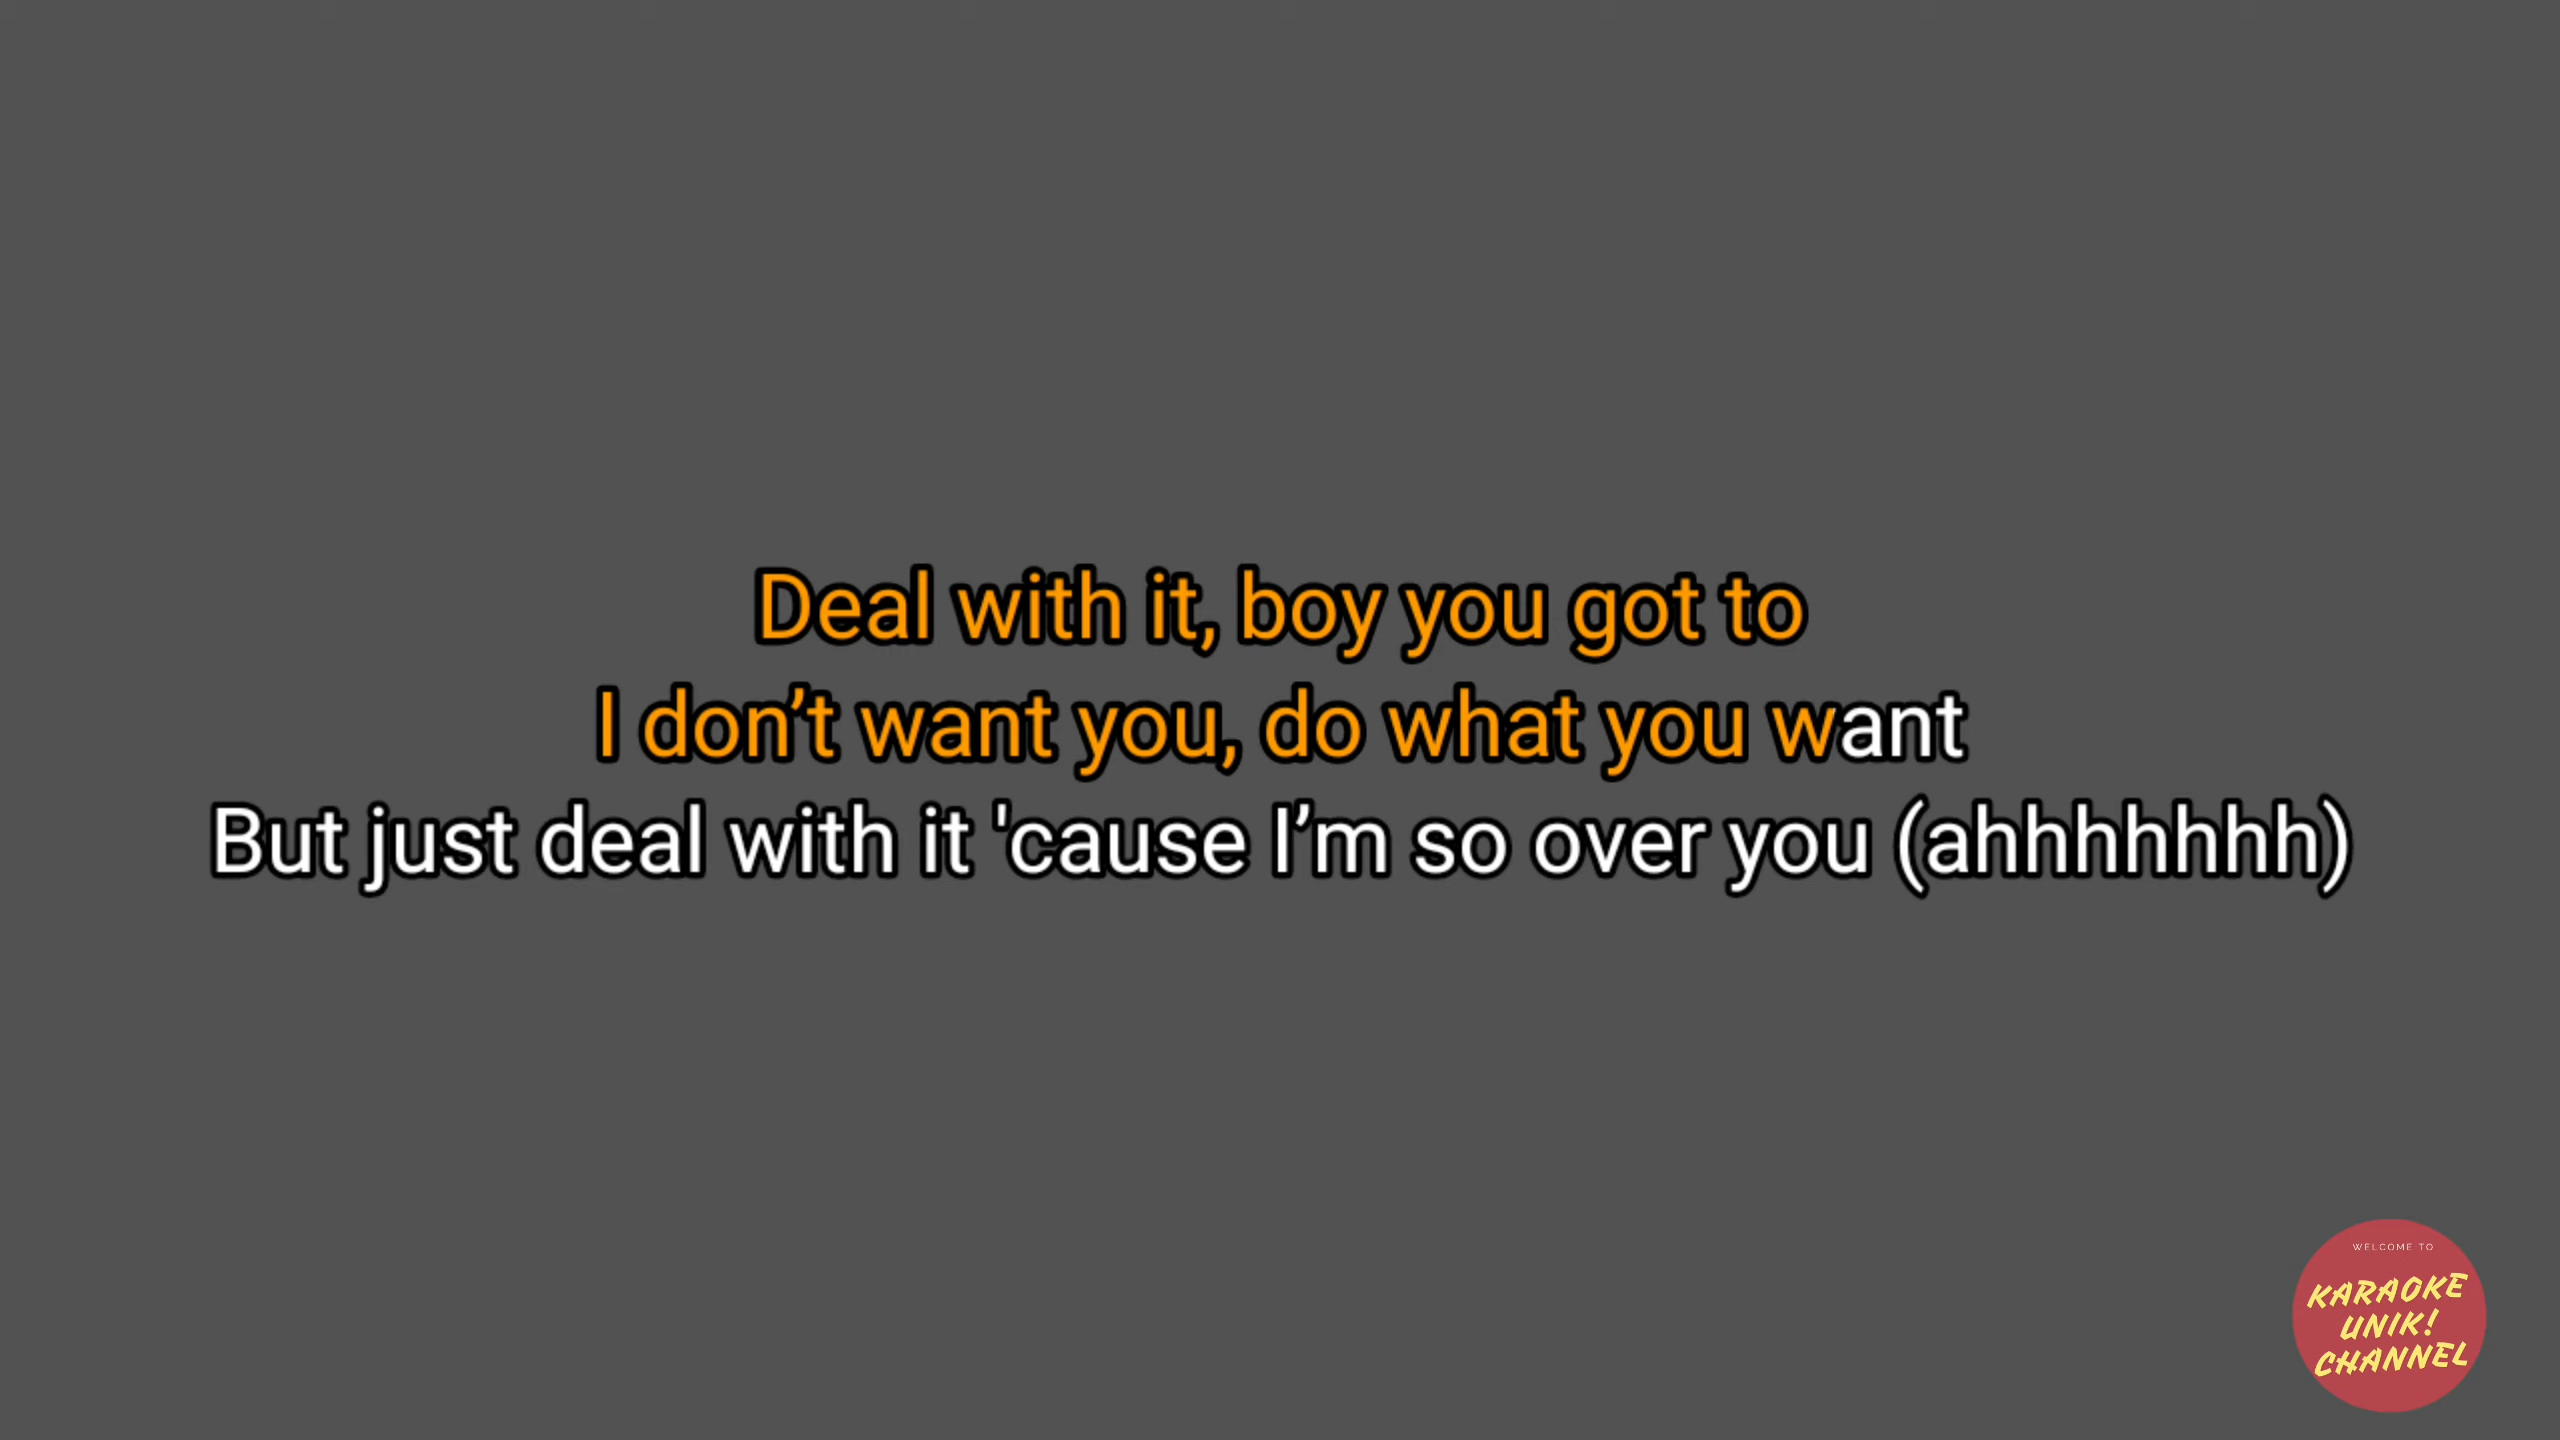 Deal with it, boy you got to
I don’t want you, do what you want
But just deal with it 'cause I’m so over you (ahhhhhhh)
WELCOME TO
KARAOKE
UNIK!
CHANNEL